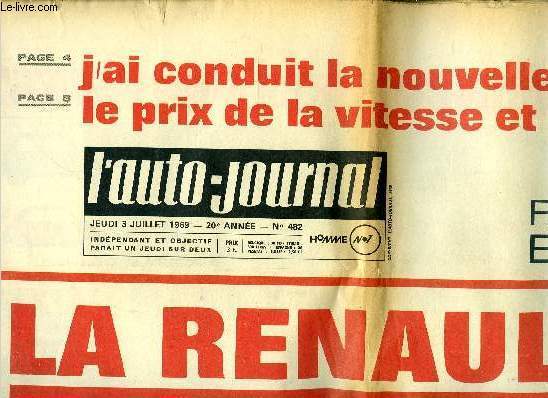 Le-livre.com
PAGE 4
j'ai conduit la nouvelle
PAGE 5
le prix de la vitesse et
l'auto-journal
JEUDI 3 JUILLET 1969 — 20e ANNÉE — N° 482
INDÉPENDANT ET OBJECTIF
PARAIT UN JEUDI SUR DEUX
PRIX
HOMME N°7
P
E
LA RENAUL